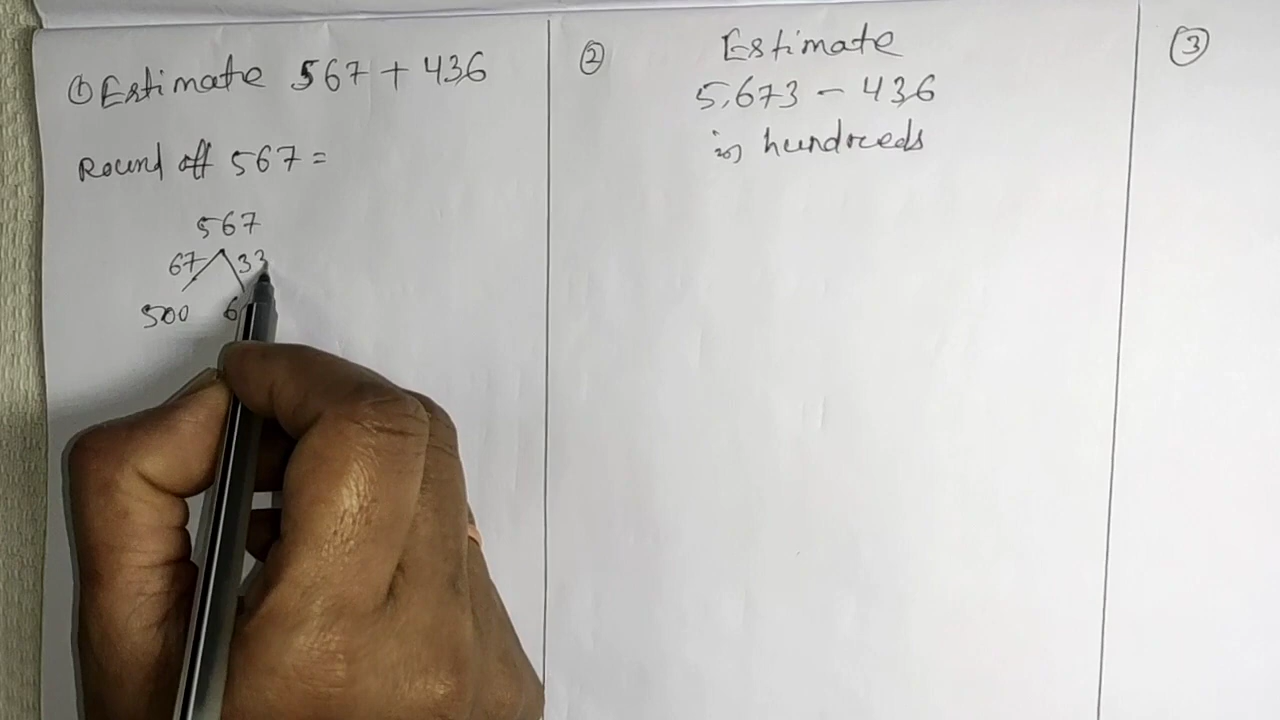 ① Estimate 567 + 436
Round off 567 =
567
67 33
500 6
②
Estimate
5,673 - 436
in hundreds
③